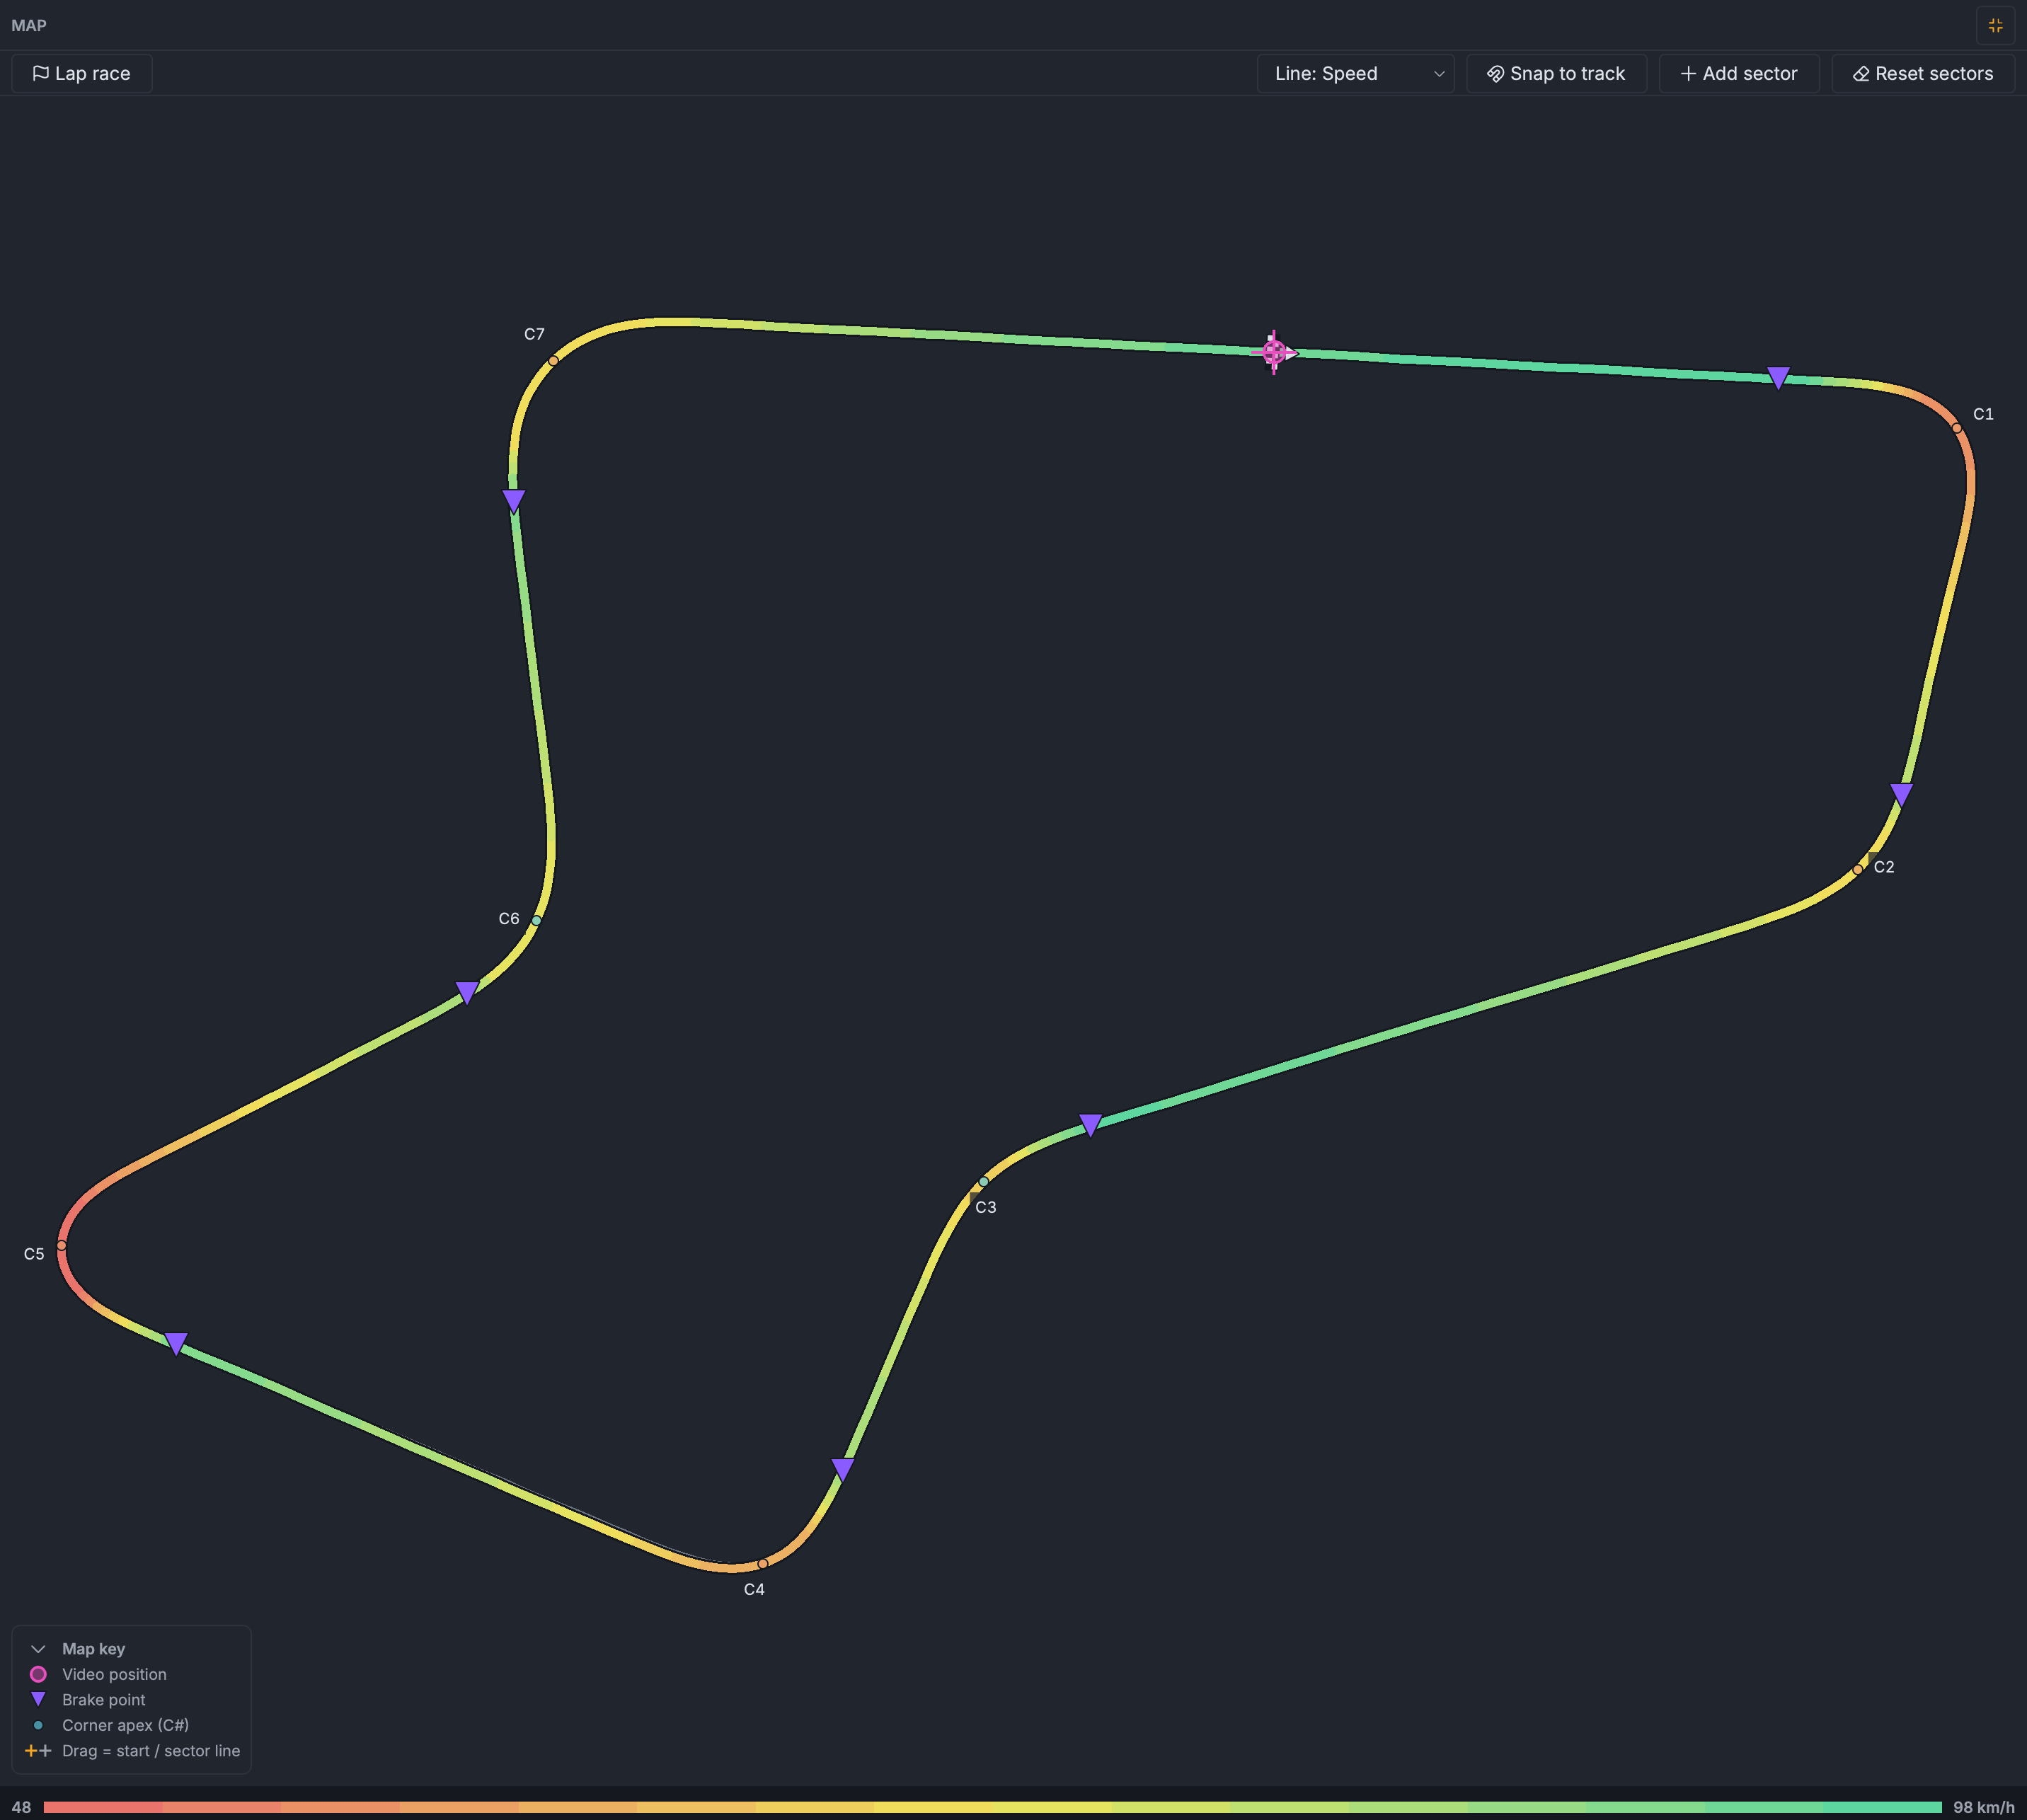 MAP
Lap race
Line: Speed
Snap to track
Add sector
Reset sectors
C7
C1
C2
C6
C3
C5
C4
Map key
Video position
Brake point
Corner apex (C#)
Drag = start / sector line
48
98 km/h